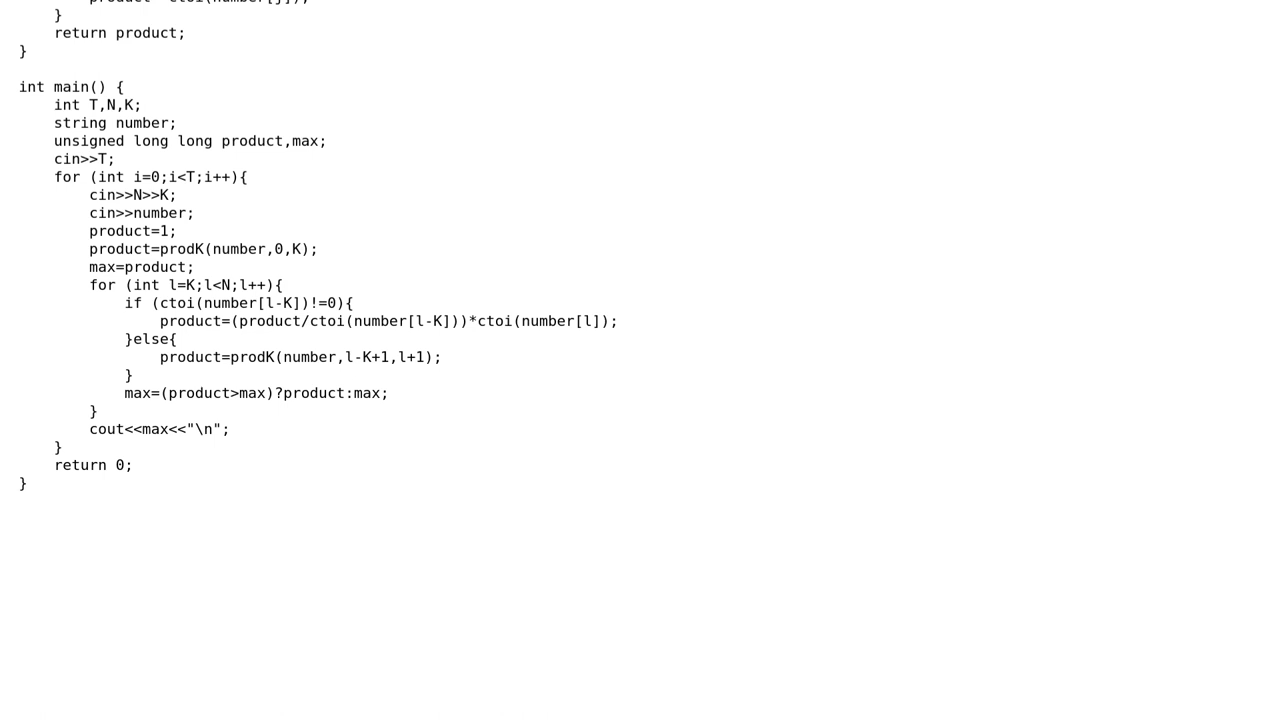 }
    return product;
}

int main() {
    int T,N,K;
    string number;
    unsigned long long product,max;
    cin>>T;
    for (int i=0;i<T;i++){
        cin>>N>>K;
        cin>>number;
        product=1;
        product=prodK(number,0,K);
        max=product;
        for (int l=K;l<N;l++){
            if (ctoi(number[l-K])!=0){
                product=(product/ctoi(number[l-K]))*ctoi(number[l]);
            }else{
                product=prodK(number,l-K+1,l+1);
            }
            max=(product>max)?product:max;
        }
        cout<<max<<"\n";
    }
    return 0;
}